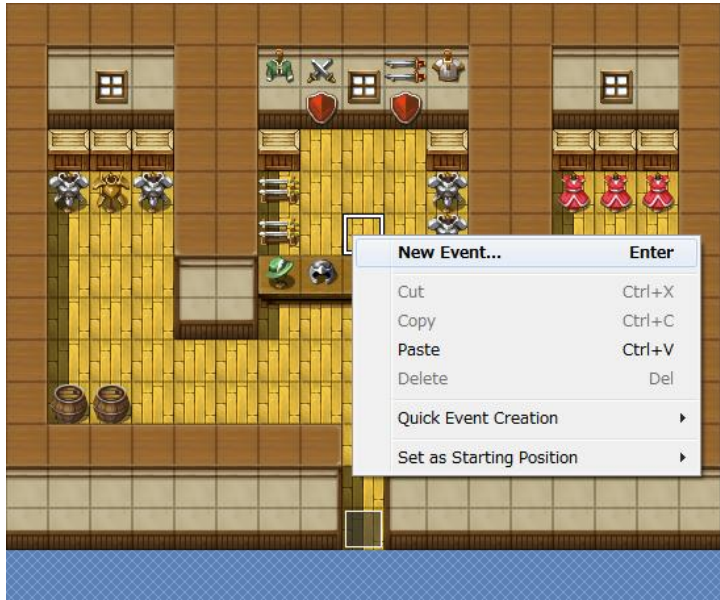 New Event... Enter
Cut Ctrl+X
Copy Ctrl+C
Paste Ctrl+V
Delete Del
Quick Event Creation
Set as Starting Position